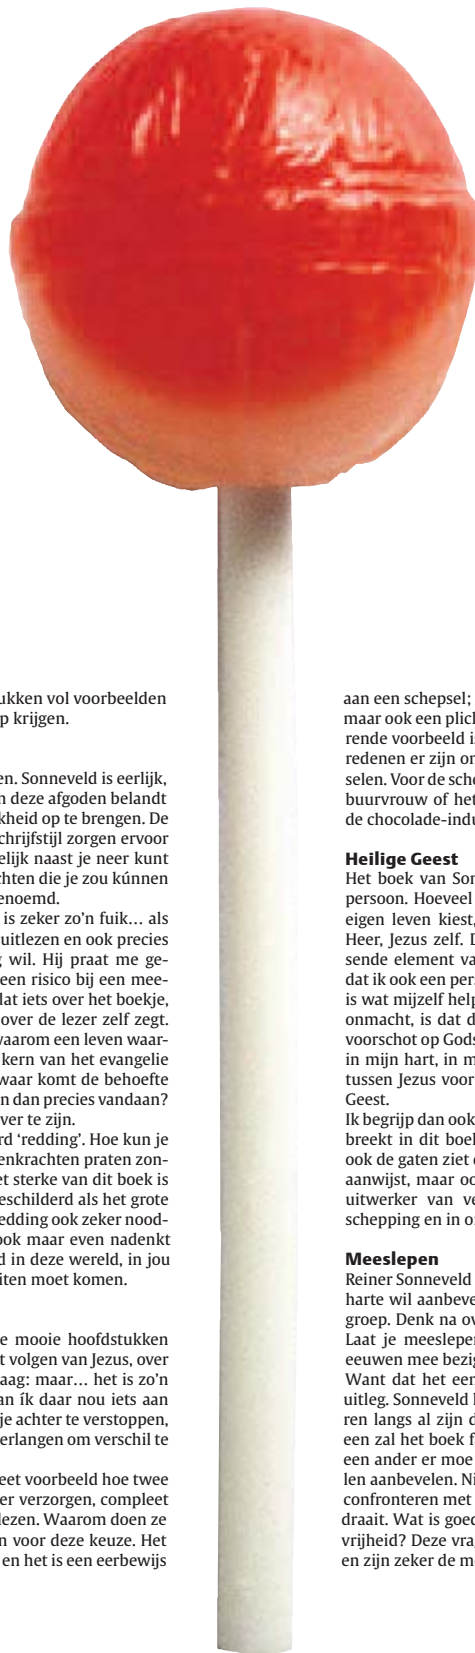 ukken vol voorbeelden
p krijgen.
en. Sonneveld is eerlijk,
n deze afgoden belandt
kheid op te brengen. De
chrijfstijl zorgen ervoor
elijk naast je neer kunt
chten die je zou kúnnen
enoemd.
is zeker zo’n fuik… als
uitlezen en ook precies
g wil. Hij praat me ge-
een risico bij een mee-
dat iets over het boekje,
over de lezer zelf zegt.
vaarom een leven waar-
kern van het evangelie
waar komt de behoefte
n dan precies vandaan?
ver te zijn.
rd ‘redding’. Hoe kun je
enkrachten praten zon-
et sterke van dit boek is
eschilderd als het grote
edding ook zeker nood-
ook maar even nadenkt
d in deze wereld, in jou
iten moet komen.
e mooie hoofdstukken
t volgen van Jezus, over
aag: maar… het is zo’n
an ík daar nou iets aan
je achter te verstoppen,
erlangen om verschil te
eet voorbeeld hoe twee
er verzorgen, compleet
lezen. Waarom doen ze
n voor deze keuze. Het
en het is een eerbewijs
aan een schepsel;
maar ook een plich
rende voorbeeld is
redenen er zijn on
selen. Voor de sche
buurvrouw of het
de chocolade-indu
Heilige Geest
Het boek van Son
persoon. Hoeveel
eigen leven kiest,
Heer, Jezus zelf. D
sende element va
dat ik ook een per
is wat mijzelf help
onmacht, is dat d
voorschot op Gods
in mijn hart, in m
tussen Jezus voor
Geest.
Ik begrijp dan ook
breekt in dit boek
ook de gaten ziet e
aanwijst, maar oo
uitwerker van ve
schepping en in o
Meeslepen
Reiner Sonneveld
harte wil aanbeve
groep. Denk na ov
Laat je meeslepen
eeuwen mee bezig
Want dat het een
uitleg. Sonneveld h
ren langs al zijn d
een zal het boek f
een ander er moe
len aanbevelen. Ni
confronteren met
draait. Wat is goed
vrijheid? Deze vrag
en zijn zeker de m